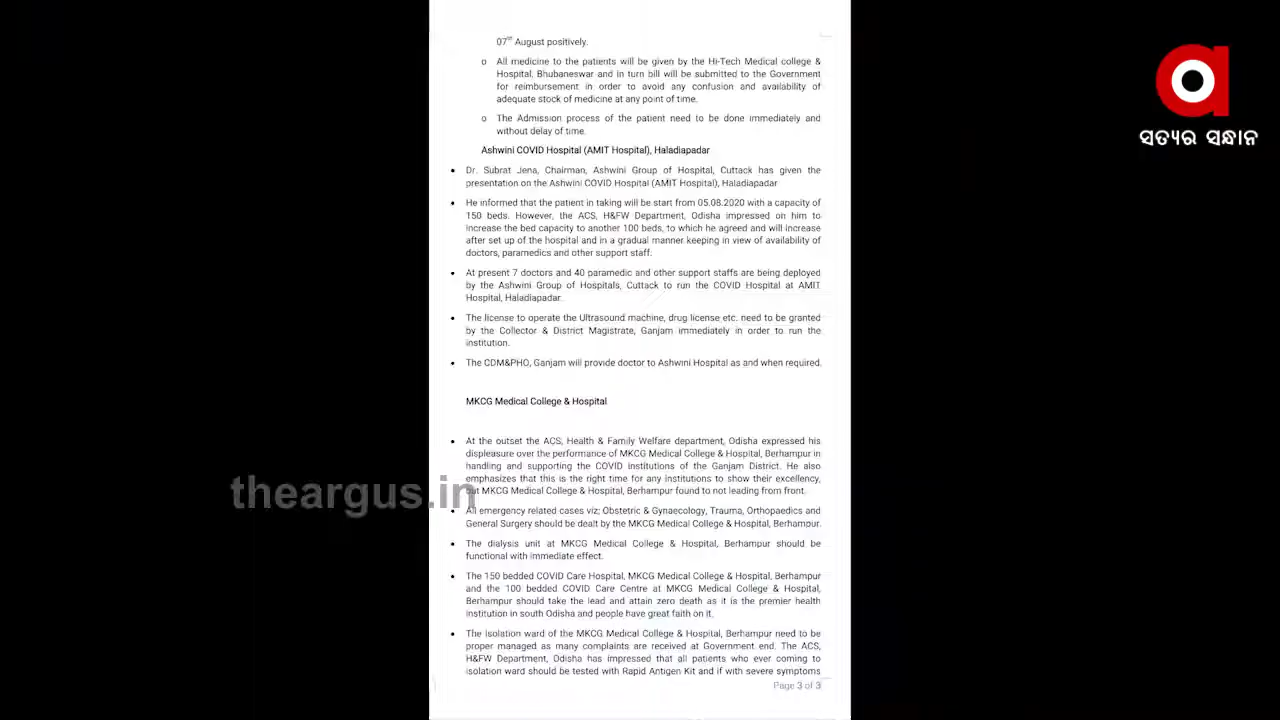 07st August positively.
o All medicine to the patients will be given by the Hi-Tech Medical college &
Hospital, Bhubaneswar and in turn bill will be submitted to the Government
for reimbursement in order to avoid any confusion and availability of
adequate stock of medicine at any point of time.
o The Admission process of the patient need to be done immediately and
without delay of time.
Ashwini COVID Hospital (AMIT Hospital), Haladiapadar
• Dr. Subrat Jena, Chairman, Ashwini Group of Hospital, Cuttack has given the
presentation on the Ashwini COVID Hospital (AMIT Hospital), Haladiapadar
• He informed that the patient in taking will be start from 05.08.2020 with a capacity of
150 beds. However, the ACS, H&FW Department, Odisha impressed on him to
increase the bed capacity to another 100 beds, to which he agreed and will increase
after set up of the hospital and in a gradual manner keeping in view of availability of
doctors, paramedics and other support staff.
• At present 7 doctors and 40 paramedic and other support staffs are being deployed
by the Ashwini Group of Hospitals, Cuttack to run the COVID Hospital at AMIT
Hospital, Haladiapadar.
• The license to operate the Ultrasound machine, drug license etc. need to be granted
by the Collector & District Magistrate, Ganjam immediately in order to run the
institution.
• The CDM&PHO, Ganjam will provide doctor to Ashwini Hospital as and when required.
MKCG Medical College & Hospital
• At the outset the ACS, Health & Family Welfare department, Odisha expressed his
displeasure over the performance of MKCG Medical College & Hospital, Berhampur in
handling and supporting the COVID institutions of the Ganjam District. He also
emphasizes that this is the right time for any institutions to show their excellency,
but MKCG Medical College & Hospital, Berhampur found to not leading from front.
• All emergency related cases viz; Obstetric & Gynaecology, Trauma, Orthopaedics and
General Surgery should be dealt by the MKCG Medical College & Hospital, Berhampur.
• The dialysis unit at MKCG Medical College & Hospital, Berhampur should be
functional with immediate effect.
• The 150 bedded COVID Care Hospital, MKCG Medical College & Hospital, Berhampur
and the 100 bedded COVID Care Centre at MKCG Medical College & Hospital,
Berhampur should take the lead and attain zero death as it is the premier health
institution in south Odisha and people have great faith on it.
• The isolation ward of the MKCG Medical College & Hospital, Berhampur need to be
proper managed as many complaints are received at Government end. The ACS,
H&FW Department, Odisha has impressed that all patients who ever coming to
isolation ward should be tested with Rapid Antigen Kit and if with severe symptoms
Page 3 of 3
theargus.in
a
ସତ୍ୟର ସନ୍ଧାନ